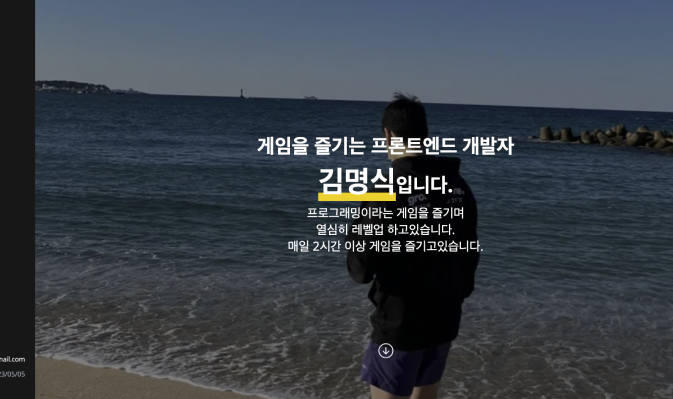 게임을 즐기는 프론트엔드 개발자
김명식입니다.
프로그래밍이라는 게임을 즐기며
열심히 레벨업 하고있습니다.
매일 2시간 이상 게임을 즐기고있습니다.